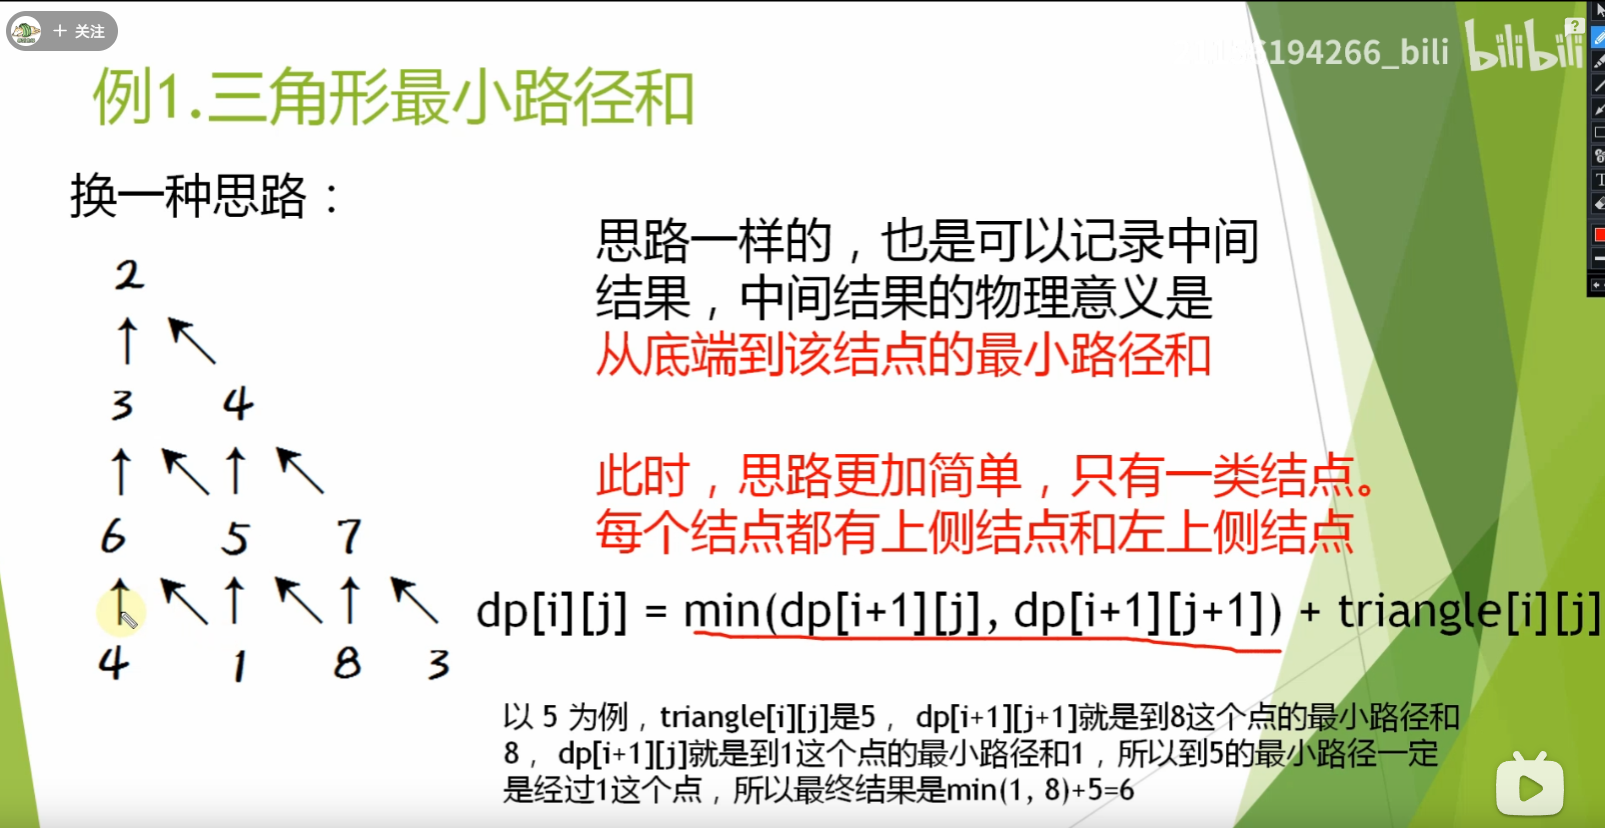 + 关注
6194266_bili
bilibili
例1.三角形最小路径和
换一种思路：
2
3 4
6 5 7
4 1 8 3
思路一样的，也是可以记录中间
结果，中间结果的物理意义是
从底端到该结点的最小路径和
此时，思路更加简单，只有一类结点。
每个结点都有上侧结点和左上侧结点
dp[i][j] = min(dp[i+1][j], dp[i+1][j+1]) + triangle[i][j]
以 5 为例，triangle[i][j]是5， dp[i+1][j+1]就是到8这个点的最小路径和
8， dp[i+1][j]就是到1这个点的最小路径和1，所以到5的最小路径一定
是经过1这个点，所以最终结果是min(1, 8)+5=6